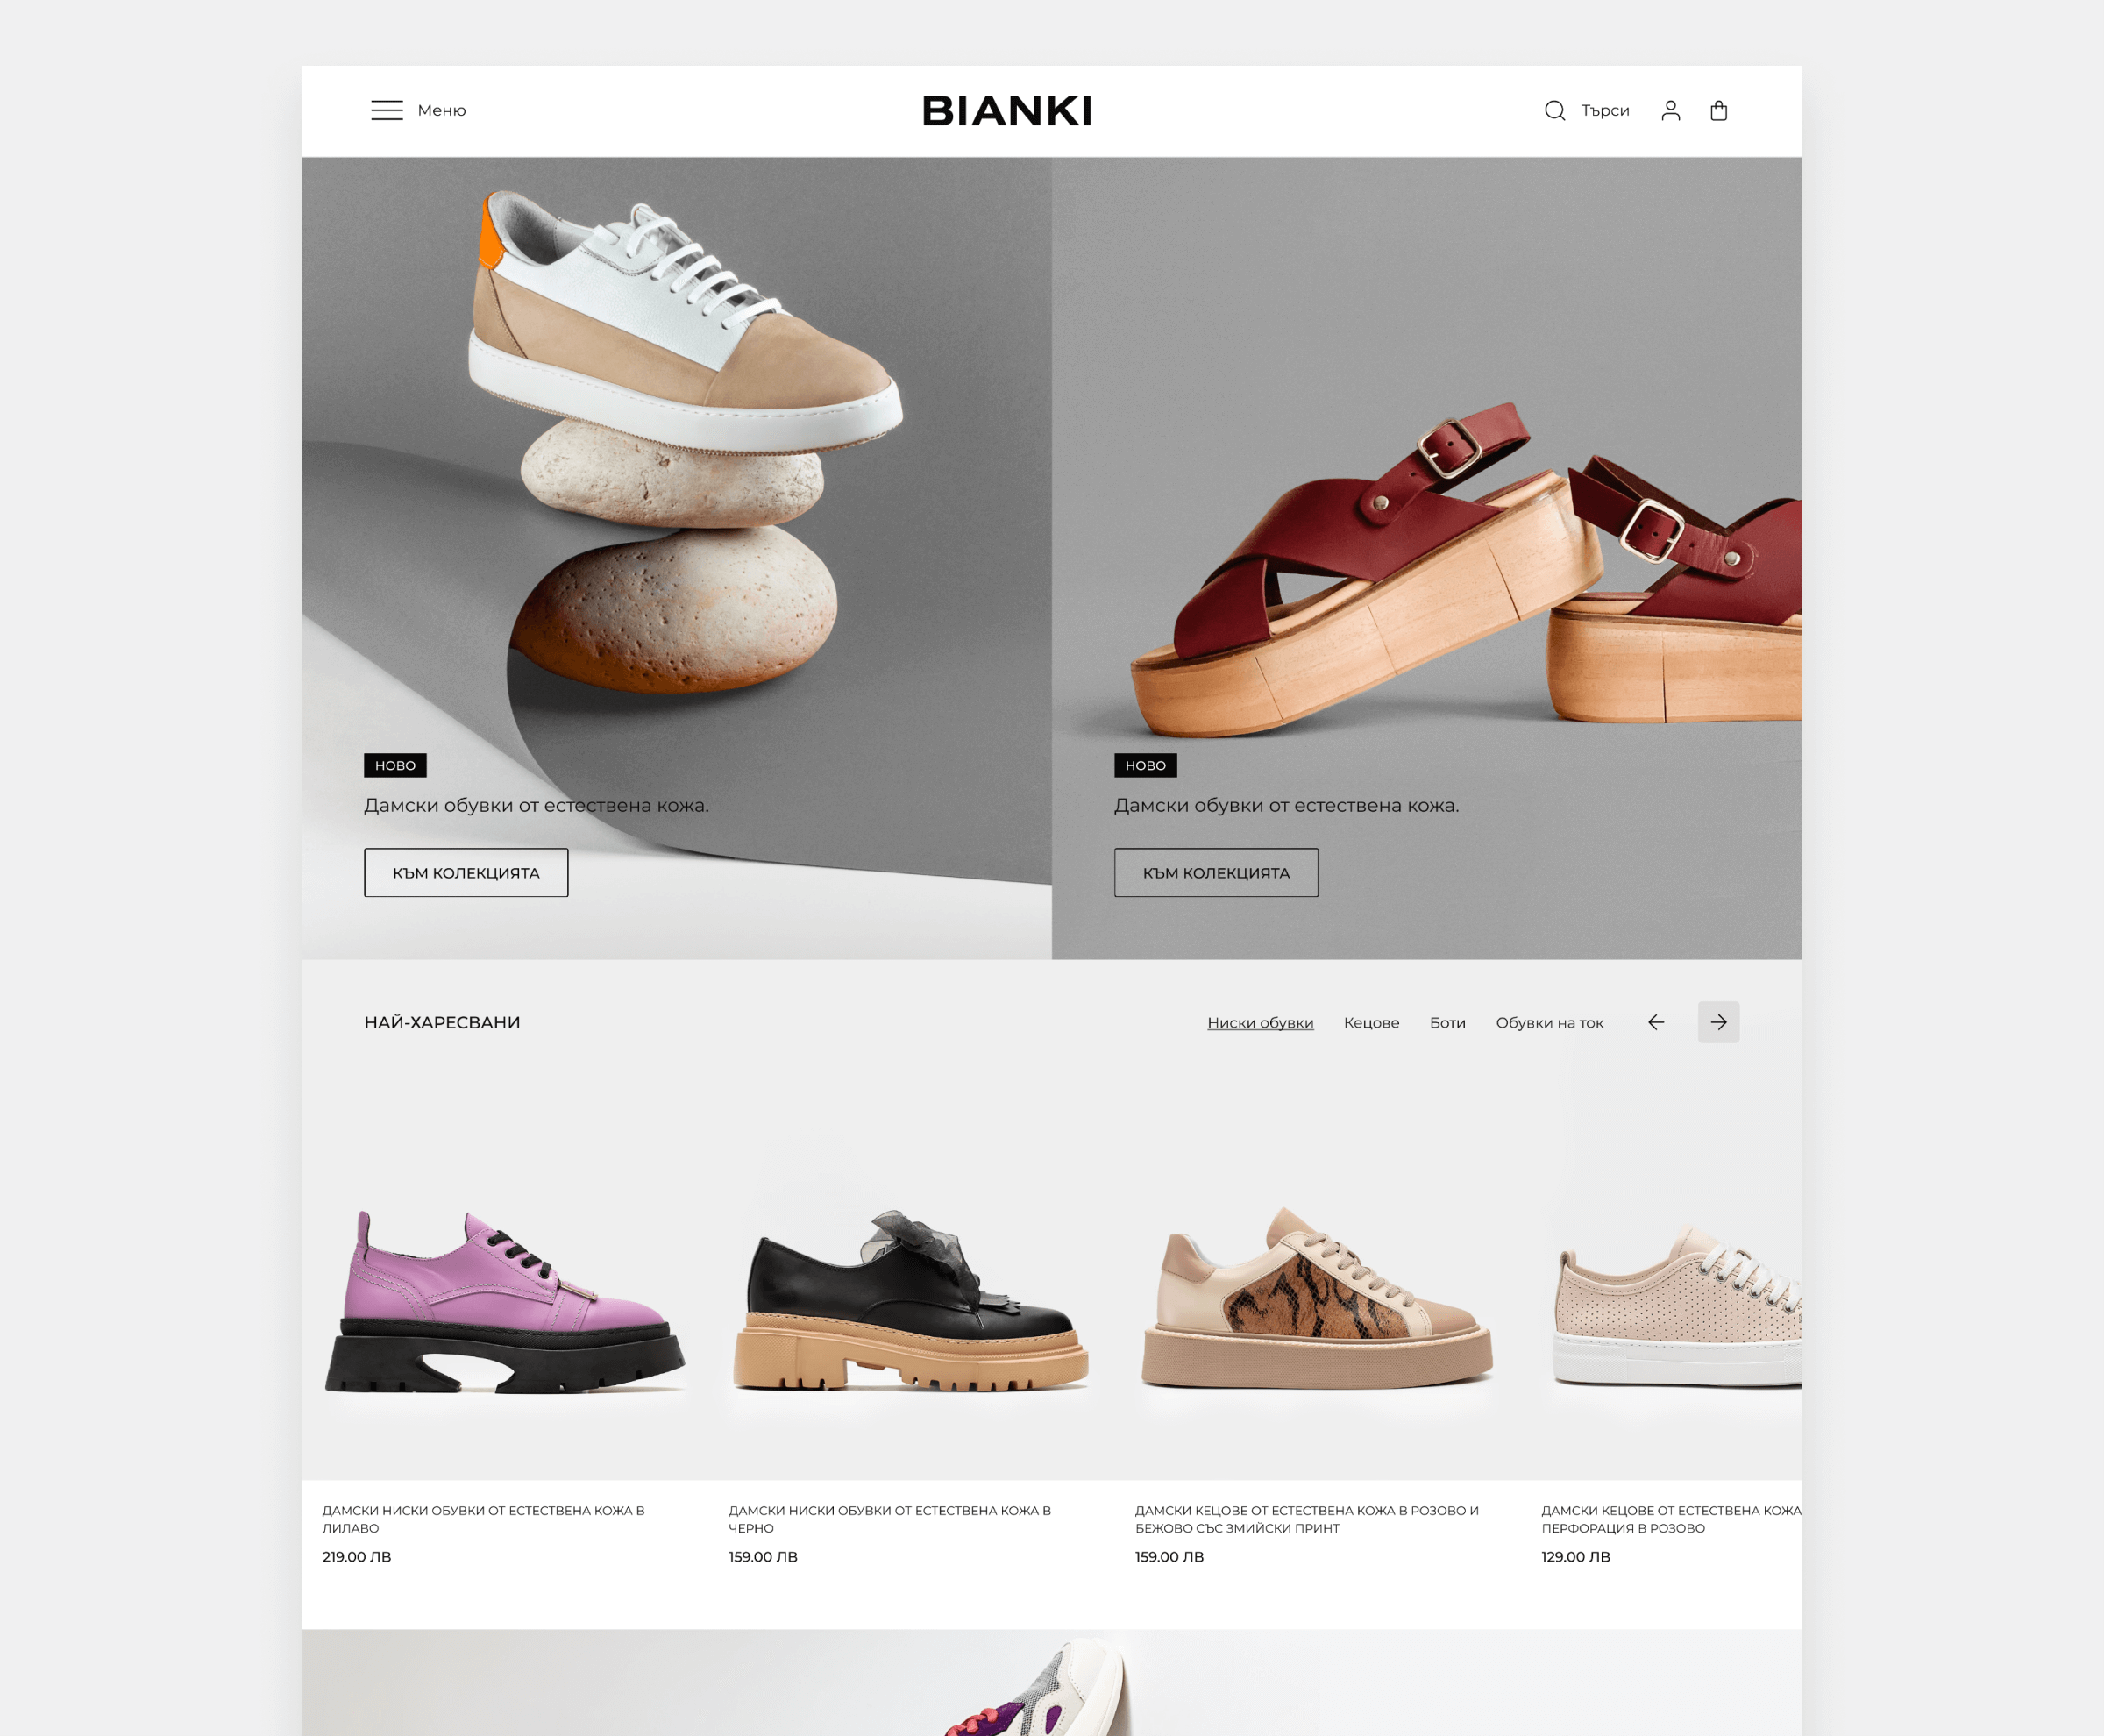 Меню
BIANKI
Търси
НОВО
Дамски обувки от естествена кожа.
КЪМ КОЛЕКЦИЯТА
НОВО
Дамски обувки от естествена кожа.
КЪМ КОЛЕКЦИЯТА
НАЙ-ХАРЕСВАНИ
Ниски обувки
Кецове
Боти
Обувки на ток
ДАМСКИ НИСКИ ОБУВКИ ОТ ЕСТЕСТВЕНА КОЖА В
ЛИЛАВО
219.00 ЛВ
ДАМСКИ НИСКИ ОБУВКИ ОТ ЕСТЕСТВЕНА КОЖА В
ЧЕРНО
159.00 ЛВ
ДАМСКИ КЕЦОВЕ ОТ ЕСТЕСТВЕНА КОЖА В РОЗОВО И
БЕЖОВО СЪС ЗМИЙСКИ ПРИНТ
159.00 ЛВ
ДАМСКИ КЕЦОВЕ ОТ ЕСТЕСТВЕНА КОЖА
ПЕРФОРАЦИЯ В РОЗОВО
129.00 ЛВ